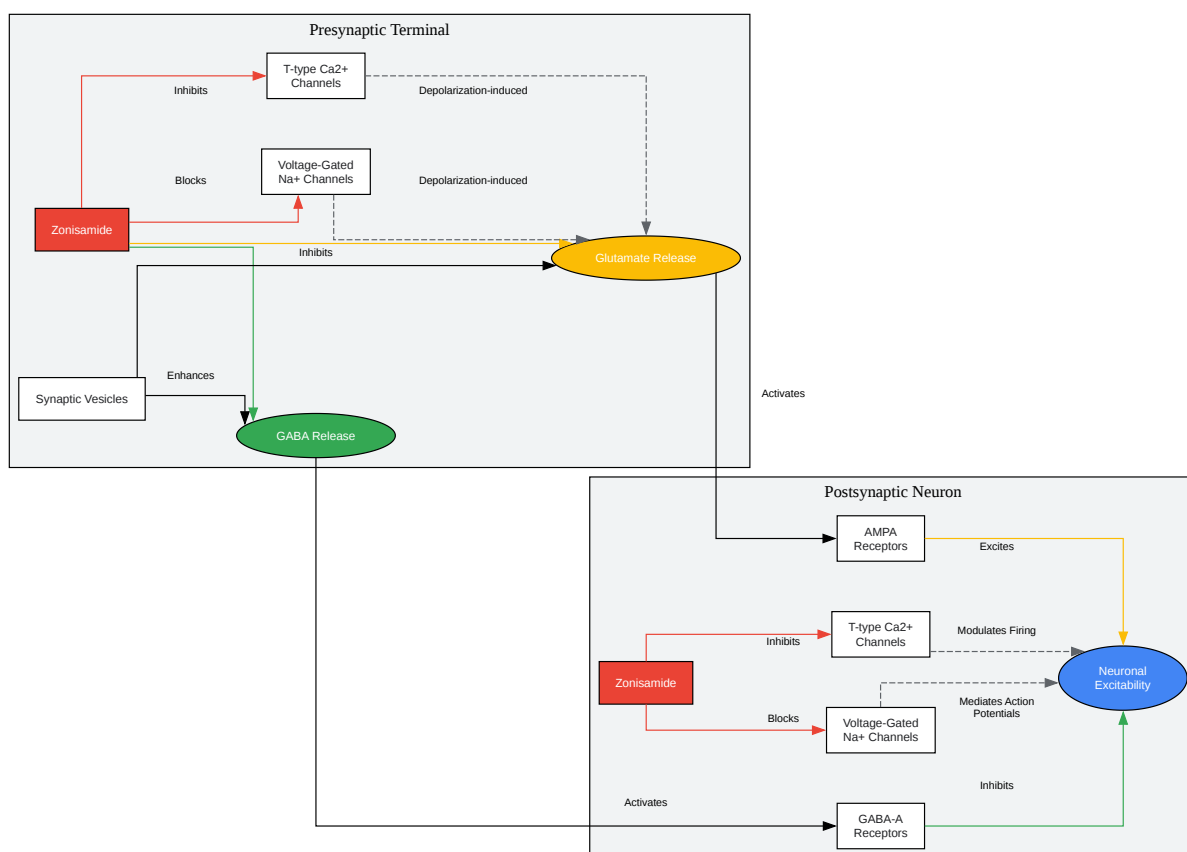 Presynaptic Terminal
T-type Ca2+
Channels
Inhibits
Depolarization-induced
Voltage-Gated
Na+ Channels
Blocks
Depolarization-induced
Zonisamide
Inhibits
Glutamate Release
Enhances
Synaptic Vesicles
Activates
GABA Release
Postsynaptic Neuron
AMPA
Receptors
Excites
T-type Ca2+
Channels
Modulates Firing
Inhibits
Zonisamide
Neuronal
Excitability
Mediates Action
Potentials
Blocks
Voltage-Gated
Na+ Channels
Inhibits
Activates
GABA-A
Receptors